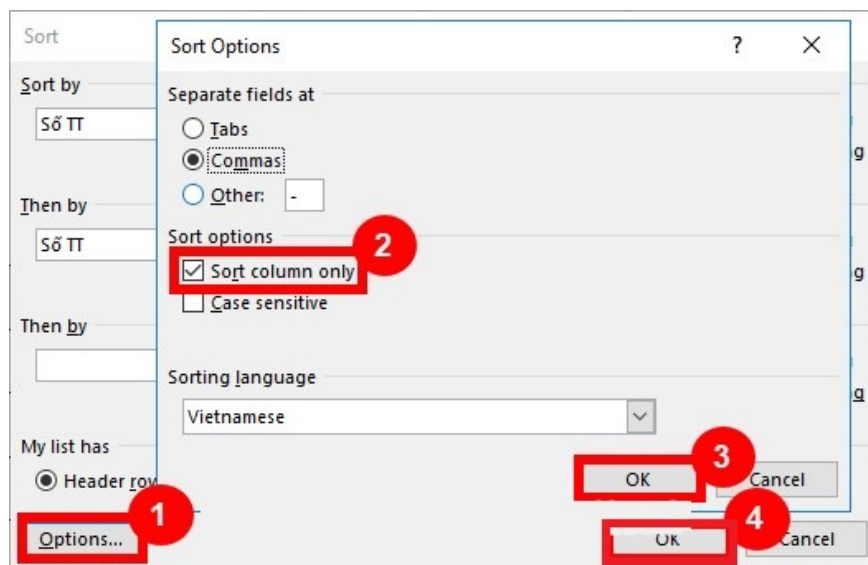 Sort
Sort Options
?
Sort by
Số TT
Separate fields at
Tabs
Commas
Other: -
Then by
Số TT
Sort options
2
Sort column only
Case sensitive
Then by
Sorting language
Vietnamese
My list has
Header row
3
OK
Cancel
1
Options...
4
OK
Cancel